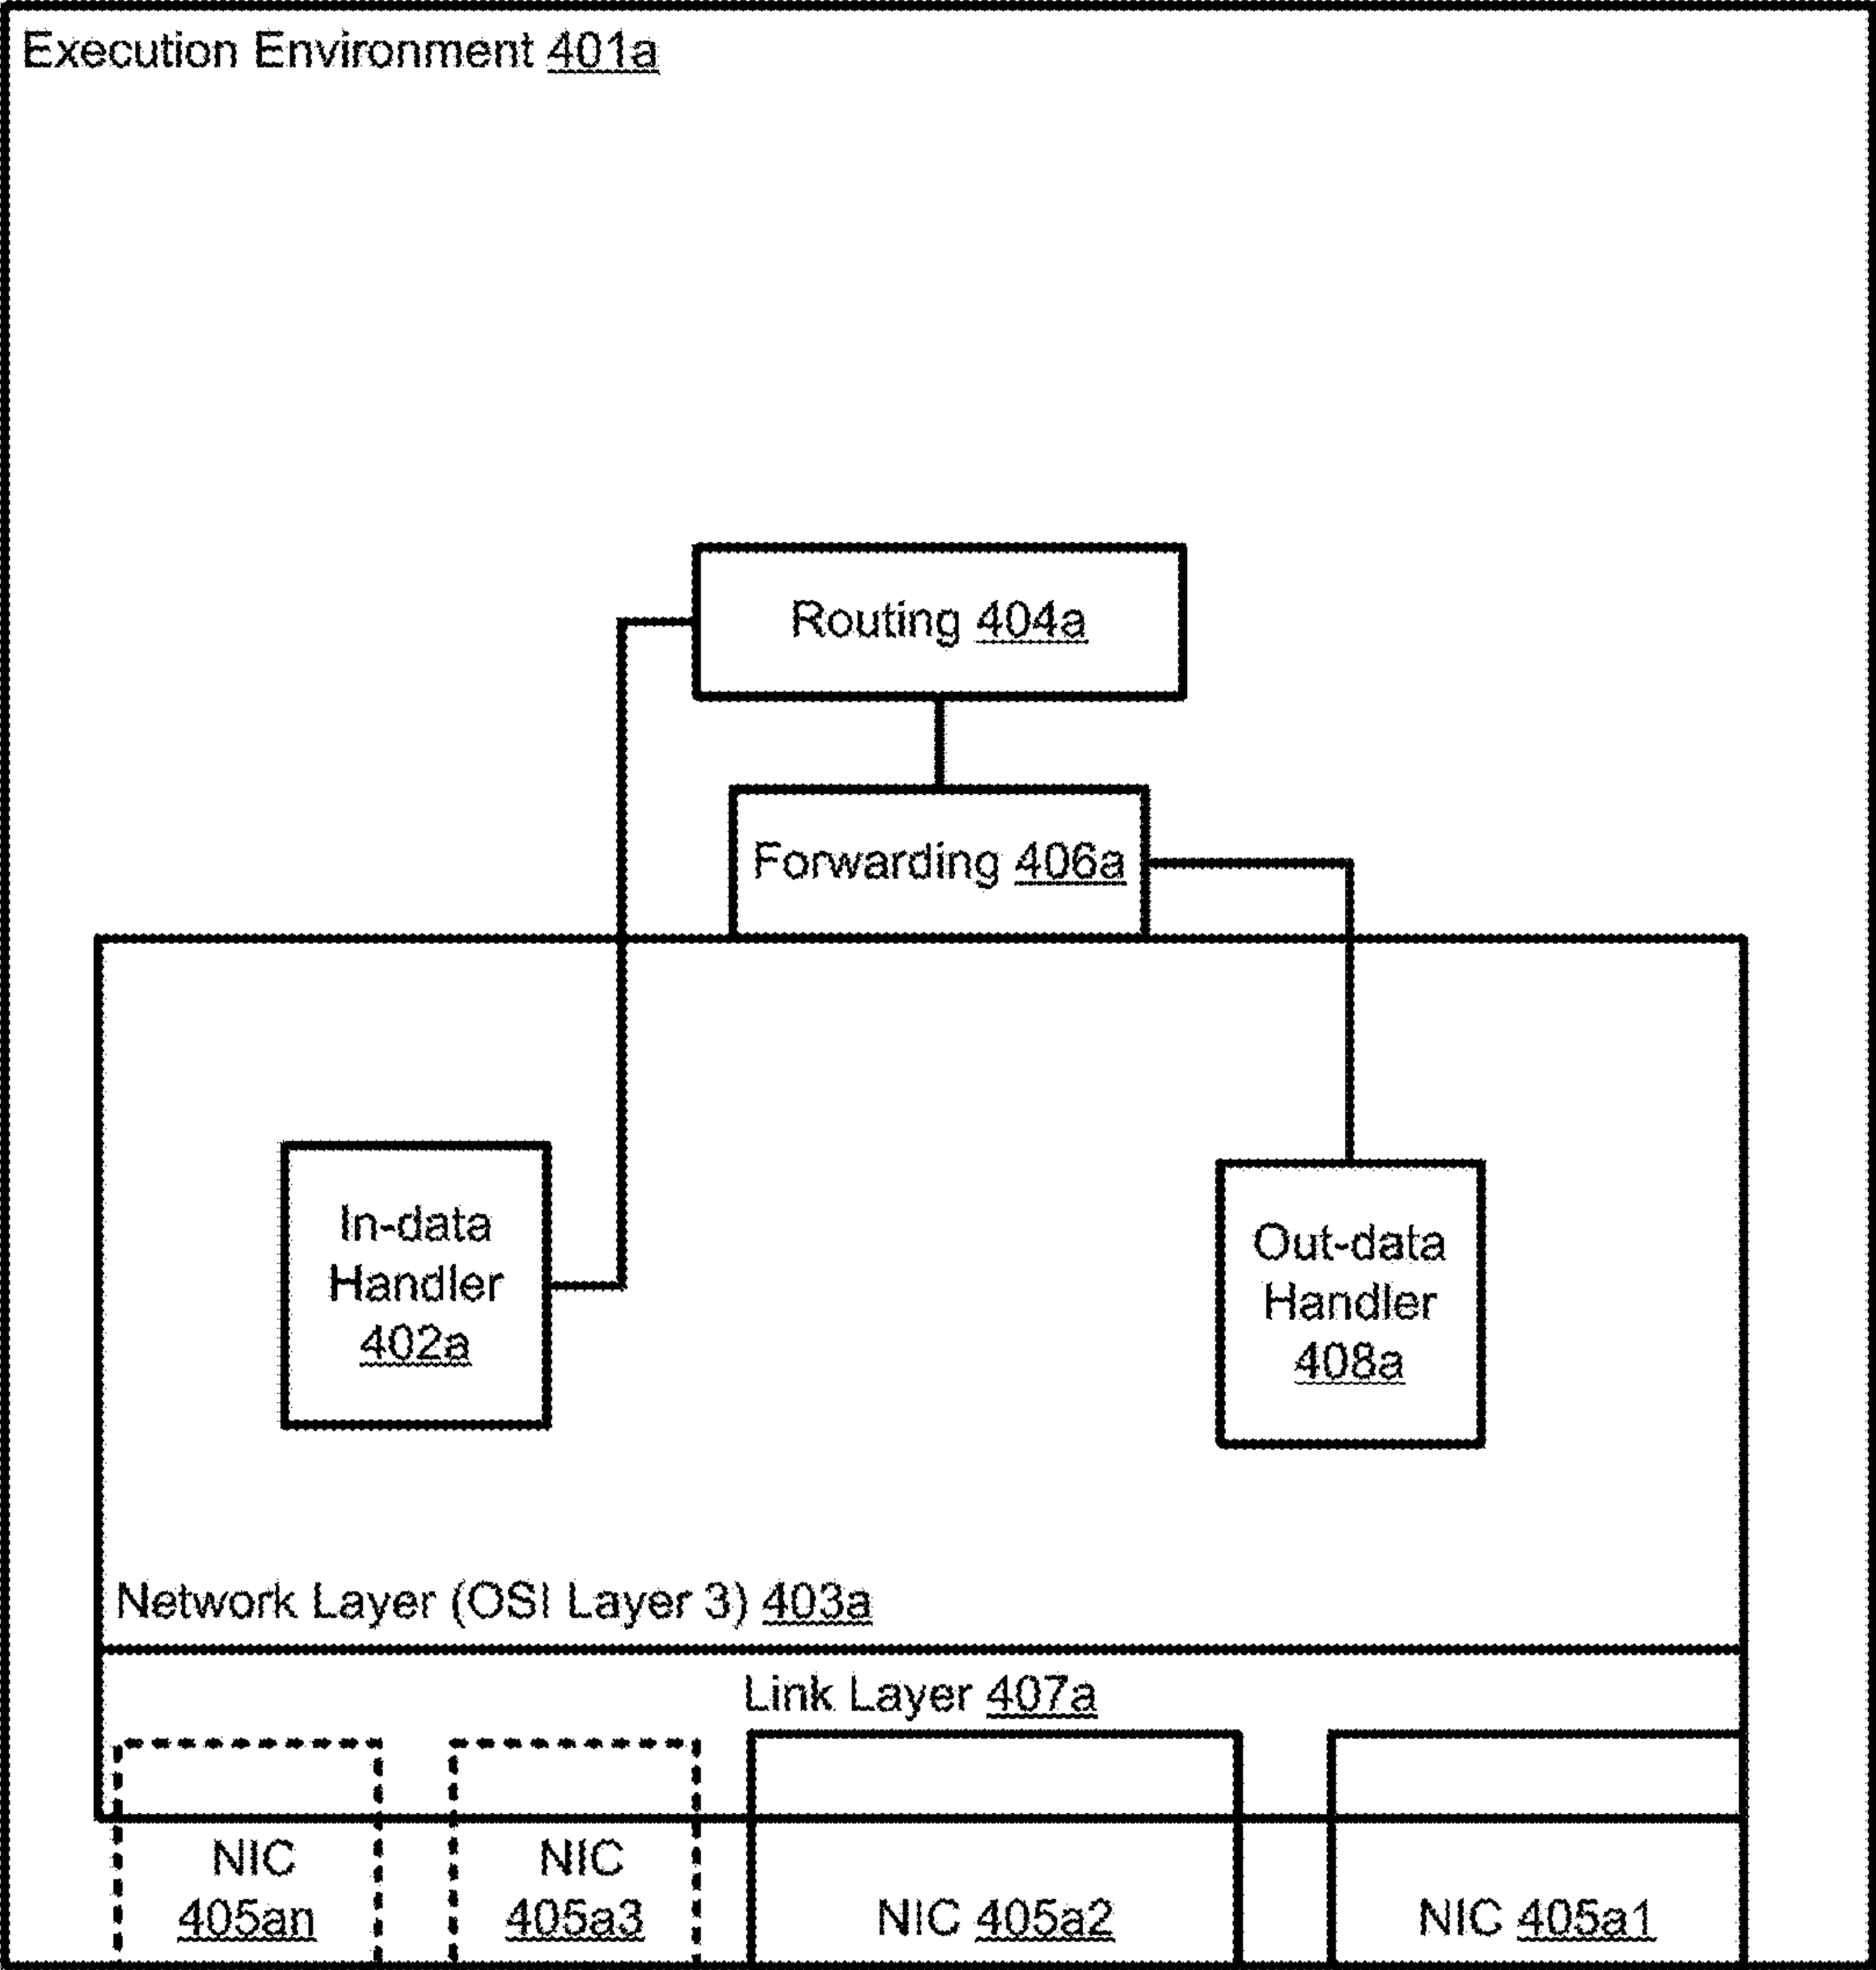 Execution Environment 401a
Routing 404a
Forwarding 406a
In-data
Handler
402a
Out-data
Handler
408a
Network Layer (OSI Layer 3) 403a
Link Layer 407a
NIC
405an
NIC
405a3
NIC 405a2
NIC 405a1